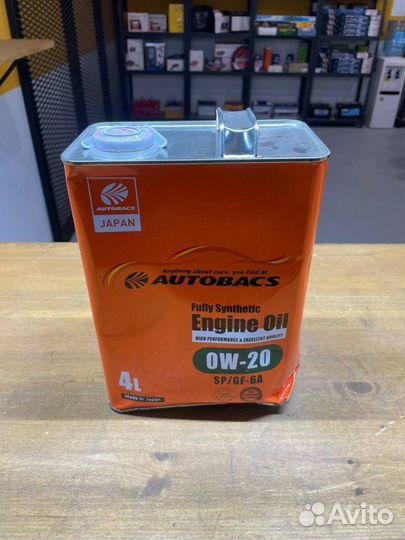 AUTOBACS
JAPAN
Anything about cars, you find at
AUTOBACS
Fully Synthetic
Engine Oil
HIGH PERFORMANCE & EXCELLENT QUALITY
0W-20
SP/GF-6A
4L
Made in Japan
Avito